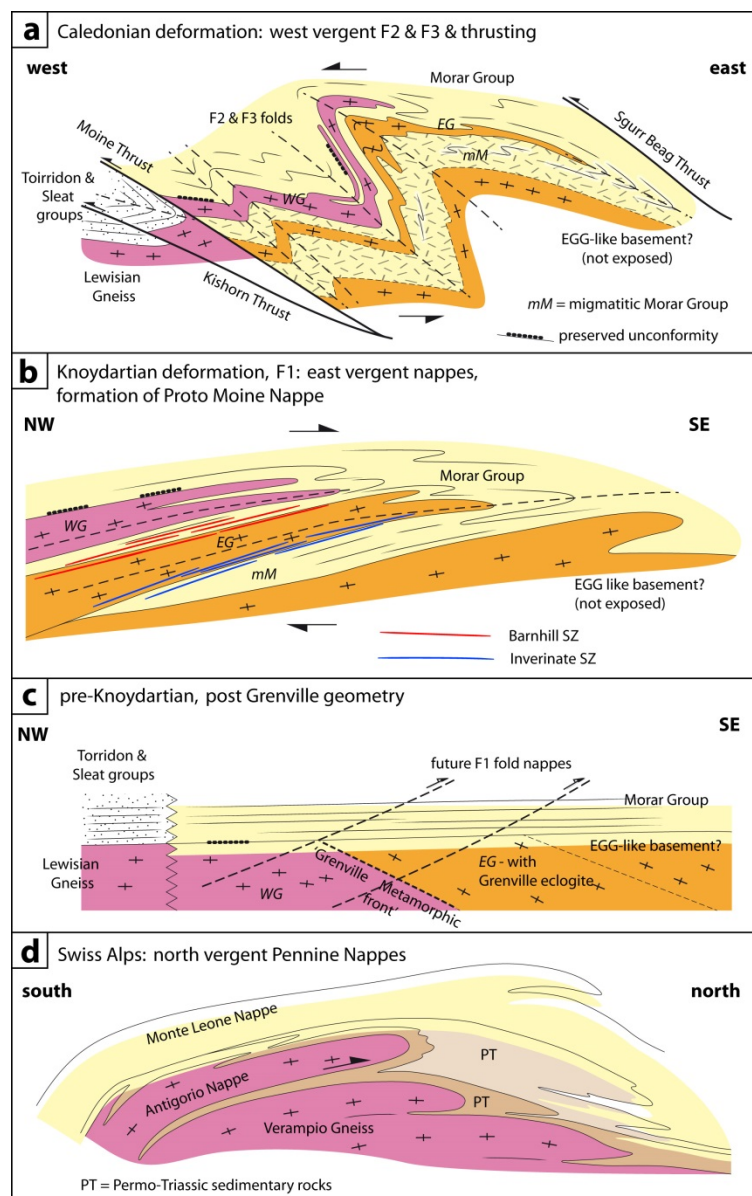 a Caledonian deformation: west vergent F2 & F3 & thrusting
west
east
Morar Group
F2 & F3 folds
EG
mM
Sgurr Beag Thrust
Moine Thrust
Toirridon &
Sleat
groups
WG
Lewisian
Gneiss
Kishorn Thrust
EGG-like basement?
(not exposed)
mM = migmatitic Morar Group
preserved unconformity
b Knoydartian deformation, F1: east vergent nappes,
formation of Proto Moine Nappe
NW
SE
Morar Group
WG
EG
mM
EGG like basement?
(not exposed)
Barnhill SZ
Inverinate SZ
c pre-Knoydartian, post Grenville geometry
NW
SE
Torridon &
Sleat groups
future F1 fold nappes
Morar Group
Lewisian
Gneiss
WG
'Grenville
Metamorphic
front'
EG - with
Grenville eclogite
EGG-like basement?
d Swiss Alps: north vergent Pennine Nappes
south
north
Monte Leone Nappe
PT
Antigorio Nappe
PT
Verampio Gneiss
PT = Permo-Triassic sedimentary rocks